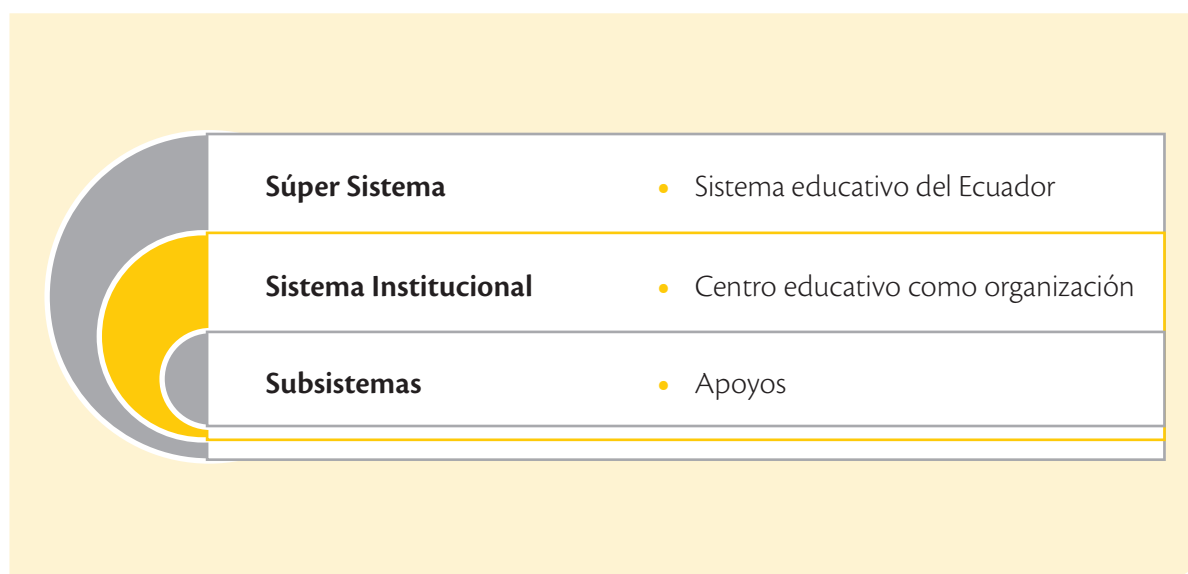 Súper Sistema • Sistema educativo del Ecuador
Sistema Institucional • Centro educativo como organización
Subsistemas • Apoyos